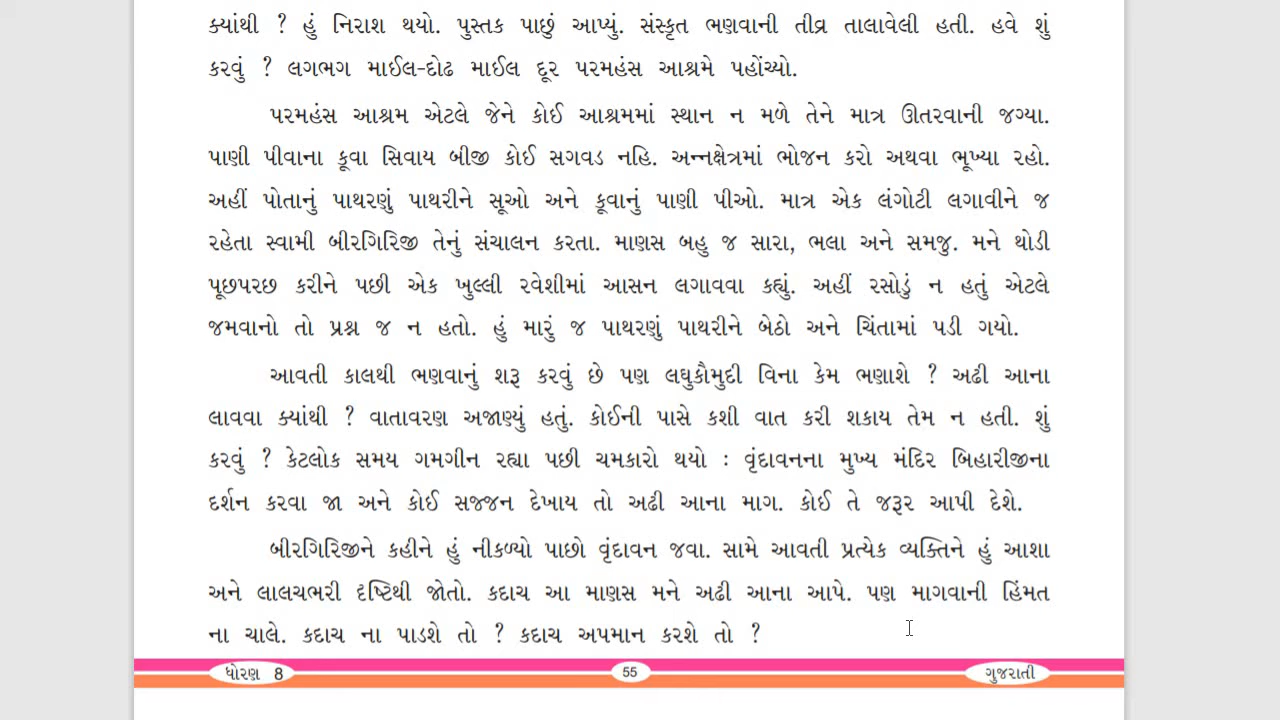 ક્યાંથી ? હું નિરાશ થયો. પુસ્તક પાછું આપ્યું. સંસ્કૃત ભણવાની તીવ્ર તાલાવેલી હતી. હવે શું
કરવું ? લગભગ માઈલ-દોઢ માઈલ દૂર પરમહંસ આશ્રમે પહોંચ્યો.
પરમહંસ આશ્રમ એટલે જેને કોઈ આશ્રમમાં સ્થાન ન મળે તેને માત્ર ઊતરવાની જગ્યા.
પાણી પીવાના કૂવા સિવાય બીજી કોઈ સગવડ નહિ. અન્નક્ષેત્રમાં ભોજન કરો અથવા ભૂખ્યા રહો.
અહીં પોતાનું પાથરણું પાથરીને સૂઓ અને કૂવાનું પાણી પીઓ. માત્ર એક લંગોટી લગાવીને જ
રહેતા સ્વામી બીરગિરિજી તેનું સંચાલન કરતા. માણસ બહુ જ સારા, ભલા અને સમજુ. મને થોડી
પૂછપરછ કરીને પછી એક ખુલ્લી રવેશીમાં આસન લગાવવા કહ્યું. અહીં રસોડું ન હતું એટલે
જમવાનો તો પ્રશ્ન જ ન હતો. હું મારું જ પાથરણું પાથરીને બેઠો અને ચિંતામાં પડી ગયો.
આવતી કાલથી ભણવાનું શરૂ કરવું છે પણ લઘુકૌમુદી વિના કેમ ભણાશે ? અઢી આના
લાવવા ક્યાંથી ? વાતાવરણ અજાણ્યું હતું. કોઈની પાસે કશી વાત કરી શકાય તેમ ન હતી. શું
કરવું ? કેટલોક સમય ગમગીન રહ્યા પછી ચમકારો થયો : વૃંદાવનના મુખ્ય મંદિર બિહારીજીના
દર્શન કરવા જા અને કોઈ સજ્જન દેખાય તો અઢી આના માગ. કોઈ તે જરૂર આપી દેશે.
બીરગિરિજીને કહીને હું નીકળ્યો પાછો વૃંદાવન જવા. સામે આવતી પ્રત્યેક વ્યક્તિને હું આશા
અને લાલચભરી દૃષ્ટિથી જોતો. કદાચ આ માણસ મને અઢી આના આપે. પણ માગવાની હિંમત
ના ચાલે. કદાચ ના પાડશે તો ? કદાચ અપમાન કરશે તો ?
ધોરણ 8 55 ગુજરાતી